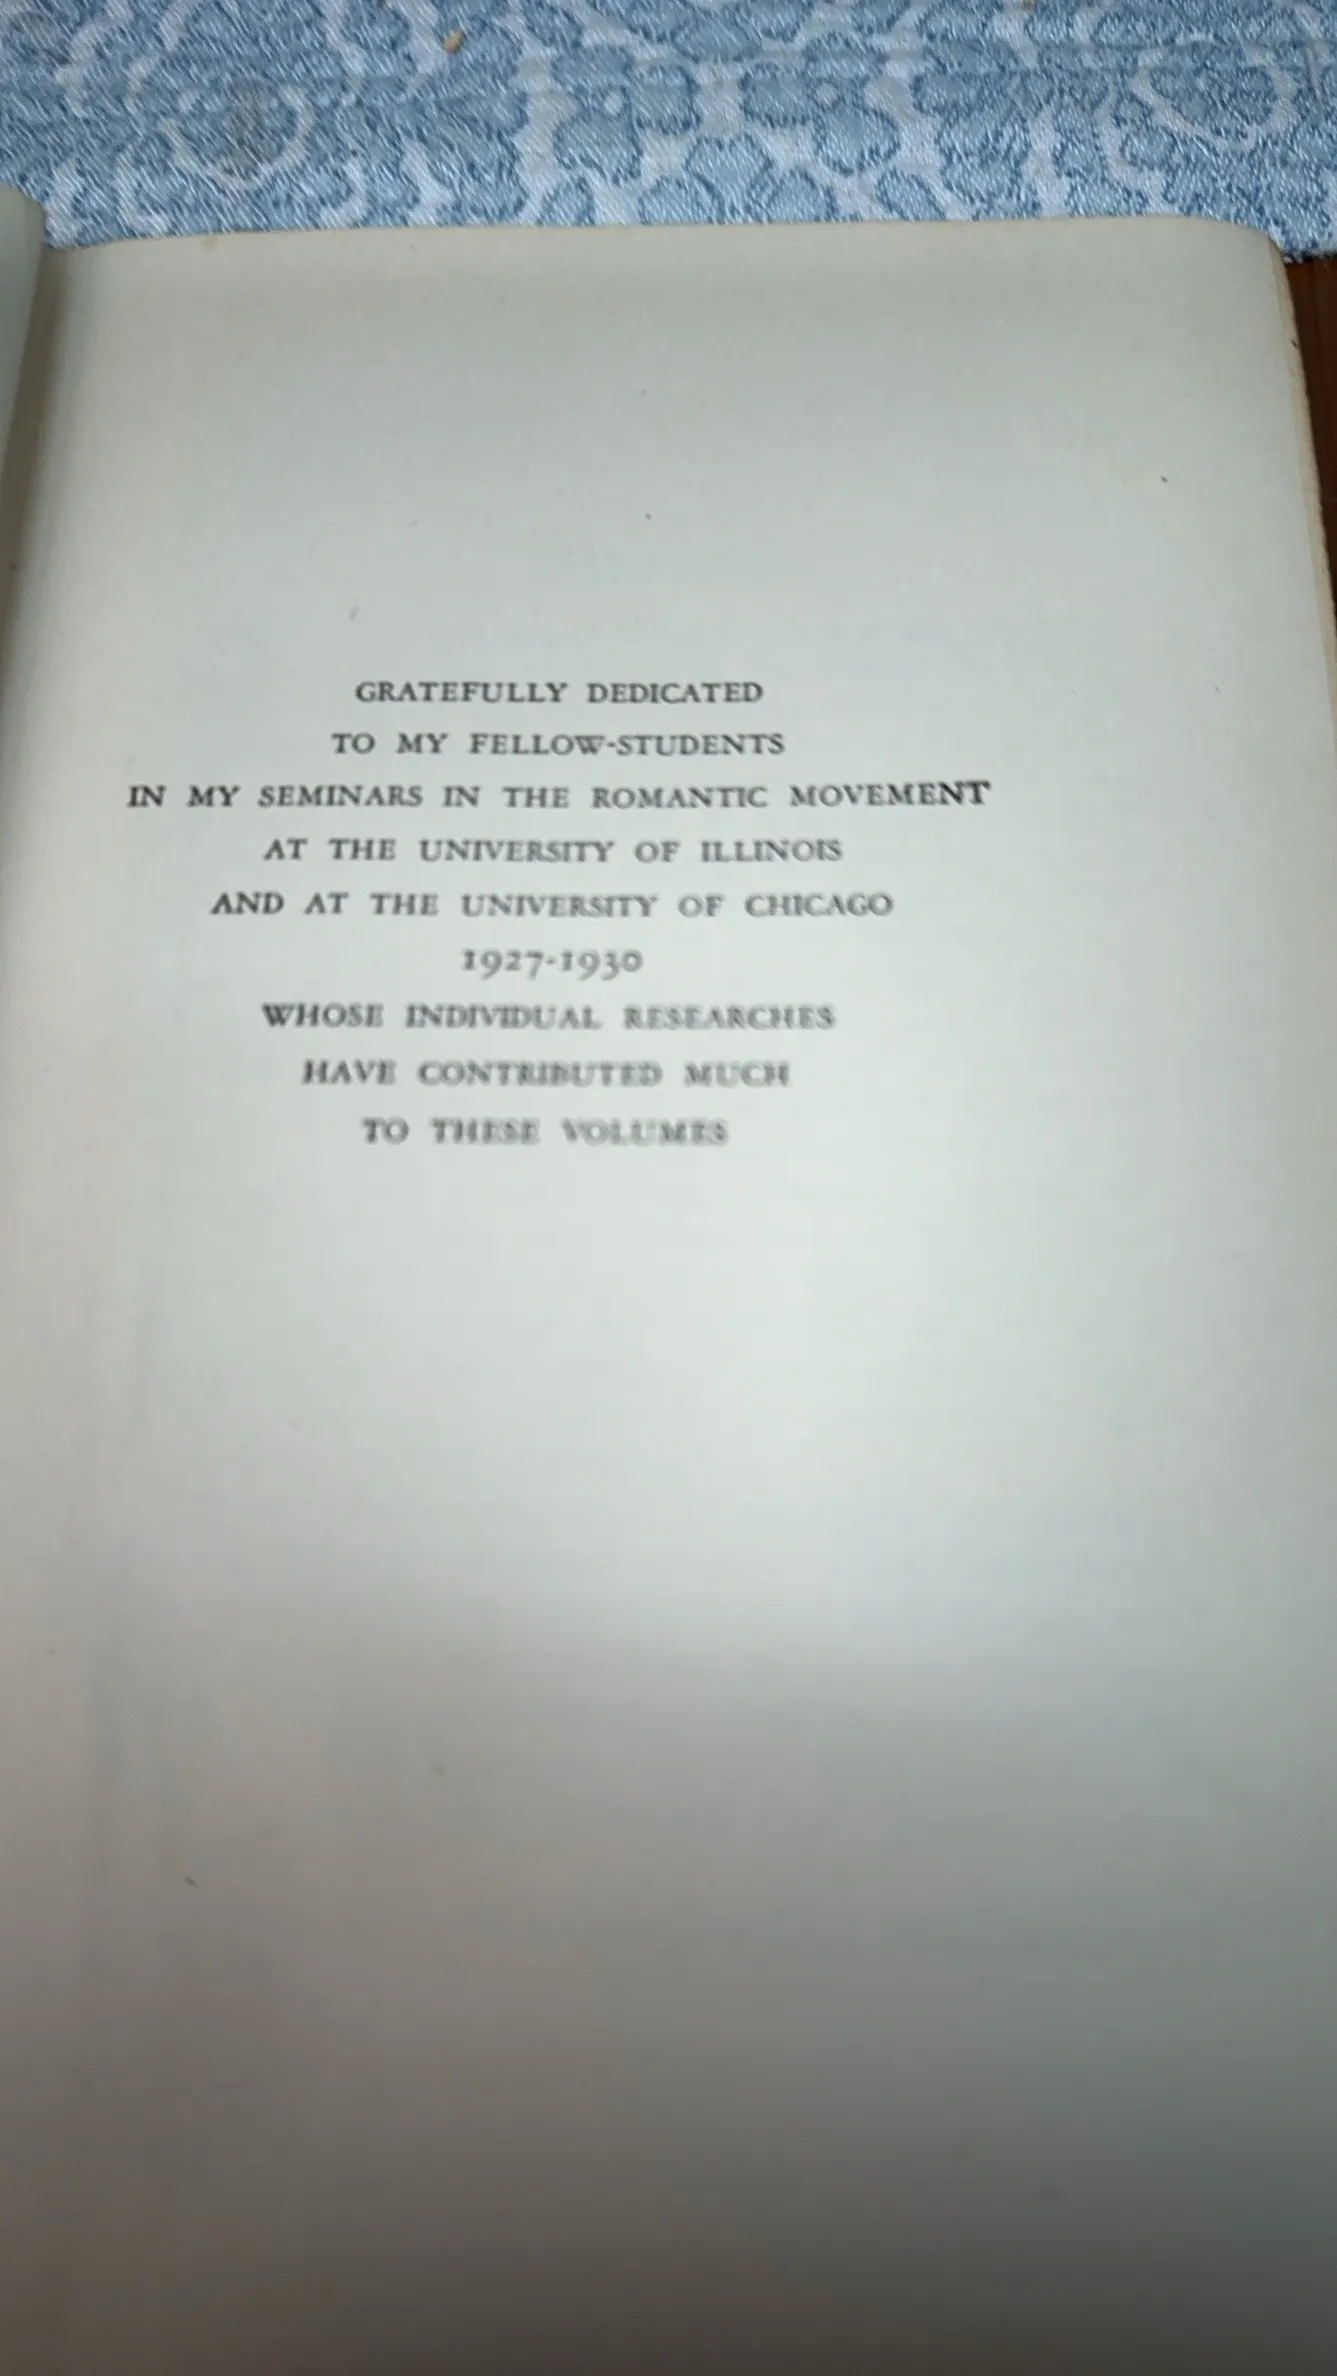 GRATEFULLY DEDICATED
TO MY FELLOW-STUDENTS
IN MY SEMINARS IN THE ROMANTIC MOVEMENT
AT THE UNIVERSITY OF ILLINOIS
AND AT THE UNIVERSITY OF CHICAGO
1927-1930
WHOSE INDIVIDUAL RESEARCHES
HAVE CONTRIBUTED MUCH
TO THESE VOLUMES